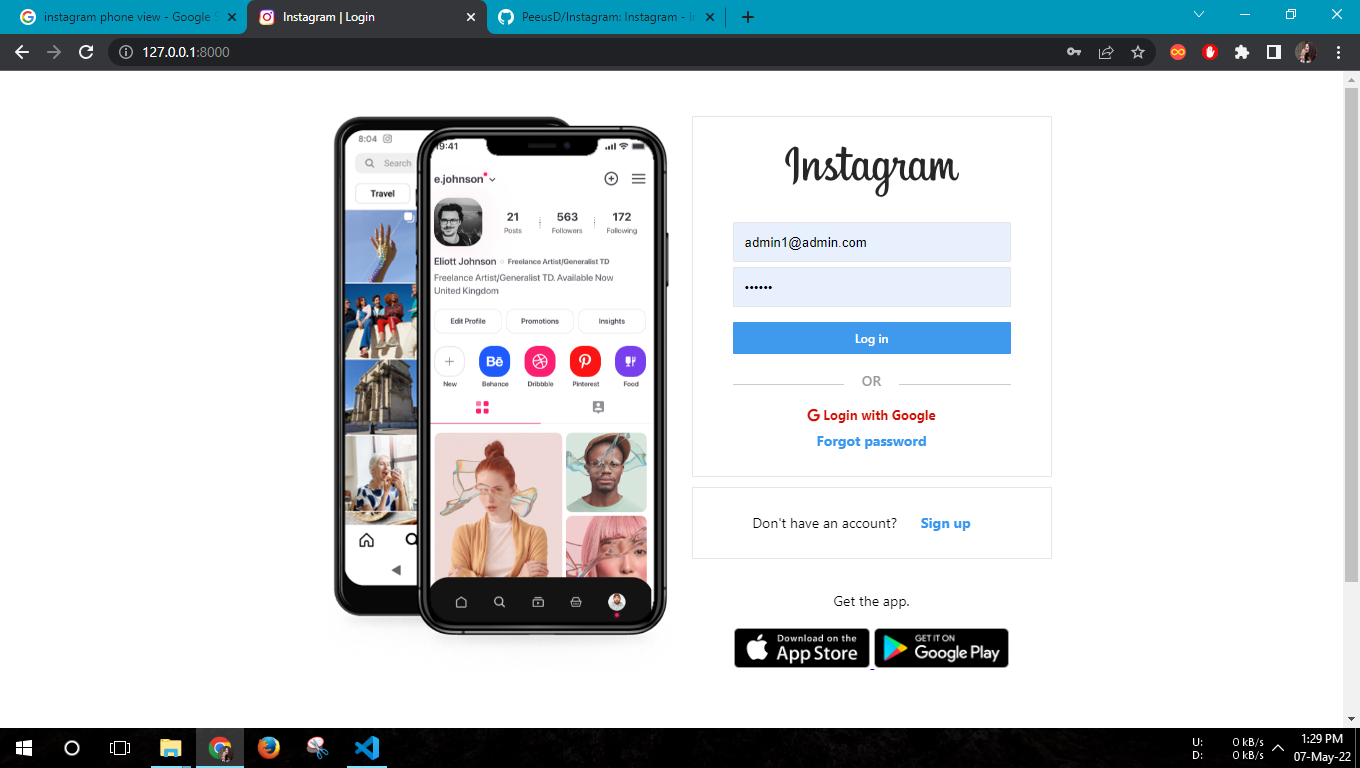 instagram phone view - Google S
Instagram | Login
PeeusD/Instagram: Instagram - In
127.0.0.1:8000
8:04
Search
Travel
19:41
e.johnson
21
563
172
Posts
Followers
Following
Eliott Johnson
Freelance Artist/Generalist TD
Freelance Artist/Generalist TD. Available Now
United Kingdom
Edit Profile
Promotions
Insights
Bē
New
Behance
Dribbble
Pinterest
Food
Instagram
admin1@admin.com
••••••
Log in
OR
G Login with Google
Forgot password
Don't have an account?
Sign up
Get the app.
Download on the
App Store
GET IT ON
Google Play
U: 0 kB/s
D: 0 kB/s
1:29 PM
07-May-22